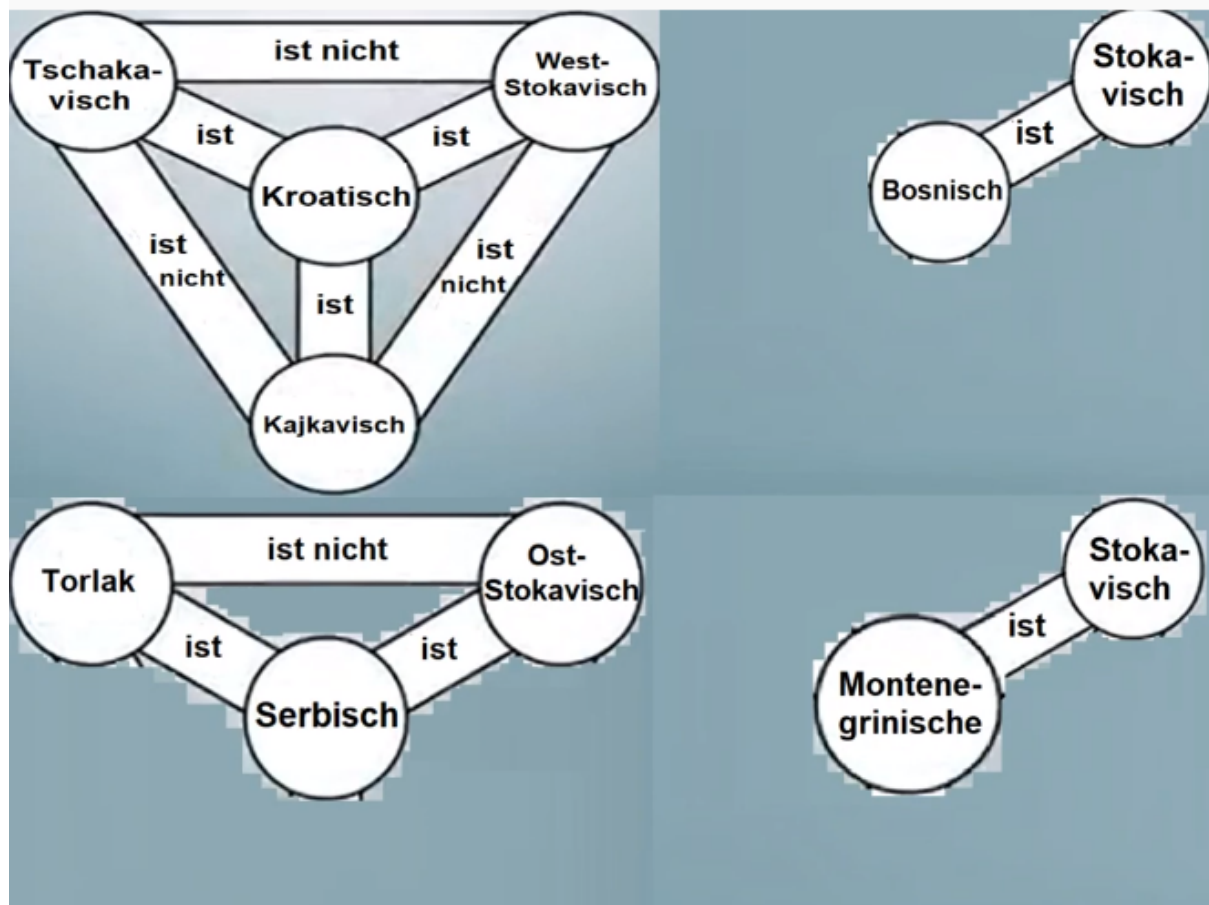 Tschaka-
visch
ist nicht
West-
Stokavisch
ist
ist
Kroatisch
ist
nicht
ist
nicht
ist
Kajkavisch
Stoka-
visch
ist
Bosnisch
Torlak
ist nicht
Ost-
Stokavisch
ist
ist
Serbisch
Stoka-
visch
ist
Montene-
grinische